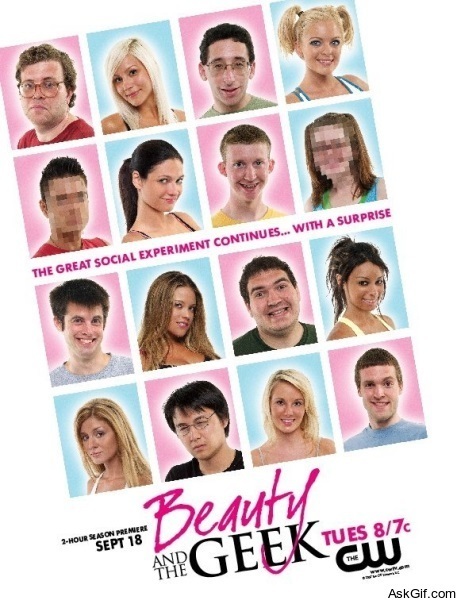 THE GREAT SOCIAL EXPERIMENT CONTINUES... WITH A SURPRISE
2-HOUR SEASON PREMIERE
SEPT 18
Beauty
AND THE GEEK
TUES 8/7c
THE CW
AskGif.com